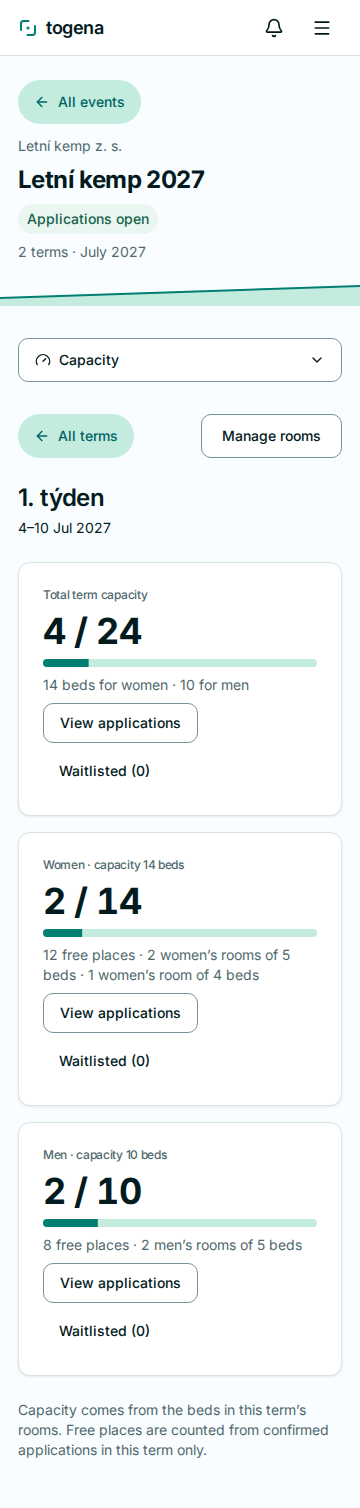 togena
All events
Letní kemp z. s.
Letní kemp 2027
Applications open
2 terms · July 2027
Capacity
All terms
Manage rooms
1. týden
4–10 Jul 2027
Total term capacity
4 / 24
14 beds for women · 10 for men
View applications
Waitlisted (0)
Women · capacity 14 beds
2 / 14
12 free places · 2 women’s rooms of 5
beds · 1 women’s room of 4 beds
View applications
Waitlisted (0)
Men · capacity 10 beds
2 / 10
8 free places · 2 men’s rooms of 5 beds
View applications
Waitlisted (0)
Capacity comes from the beds in this term’s
rooms. Free places are counted from confirmed
applications in this term only.